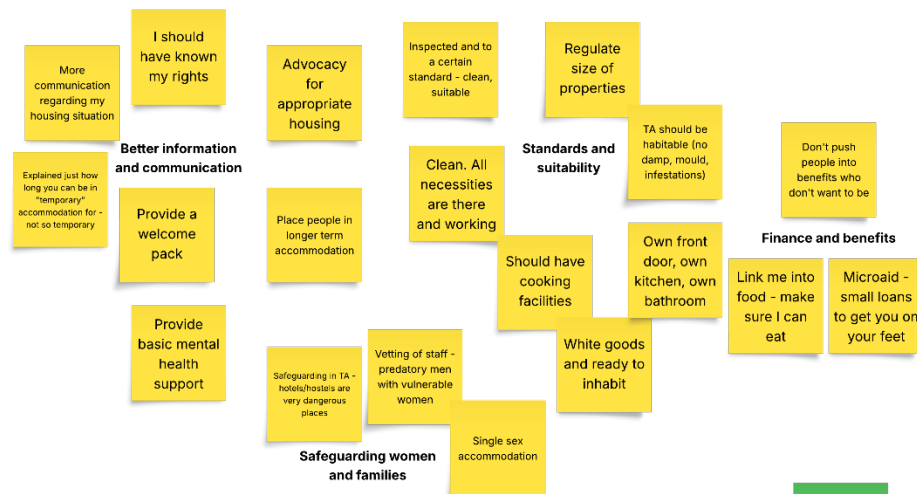 I should
have known
my rights
More
communication
regarding my
housing situation
Better information
and communication
Explained just how
long you can be in
"temporary"
accommodation for -
not so temporary
Provide a
welcome
pack
Provide
basic mental
health
support
Advocacy
for
appropriate
housing
Place people in
longer term
accommodation
Safeguarding in TA -
hotels/hostels are
very dangerous
places
Vetting of staff -
predatory men
with vulnerable
women
Single sex
accommodation
Safeguarding women
and families
Inspected and to
a certain
standard - clean,
suitable
Regulate
size of
properties
Standards and
suitability
TA should be
habitable (no
damp, mould,
infestations)
Clean. All
necessities
are there
and working
Should have
cooking
facilities
Own front
door, own
kitchen, own
bathroom
White goods
and ready to
inhabit
Don't push
people into
benefits who
don't want to be
Finance and benefits
Link me into
food - make
sure I can
eat
Microaid -
small loans
to get you on
your feet